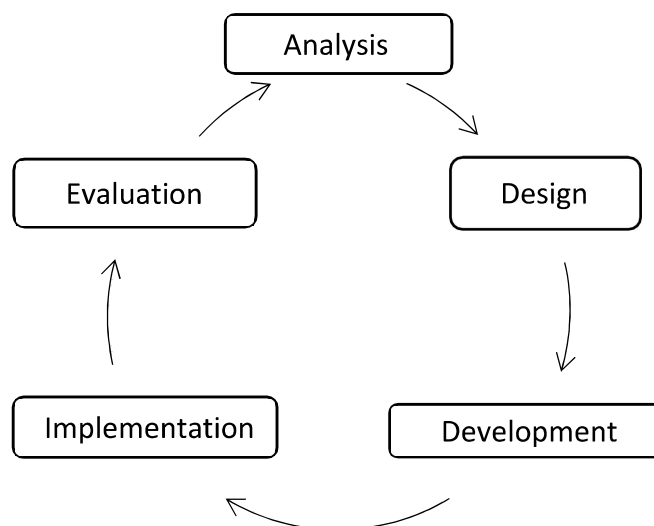 Analysis
Evaluation
Design
Implementation
Development